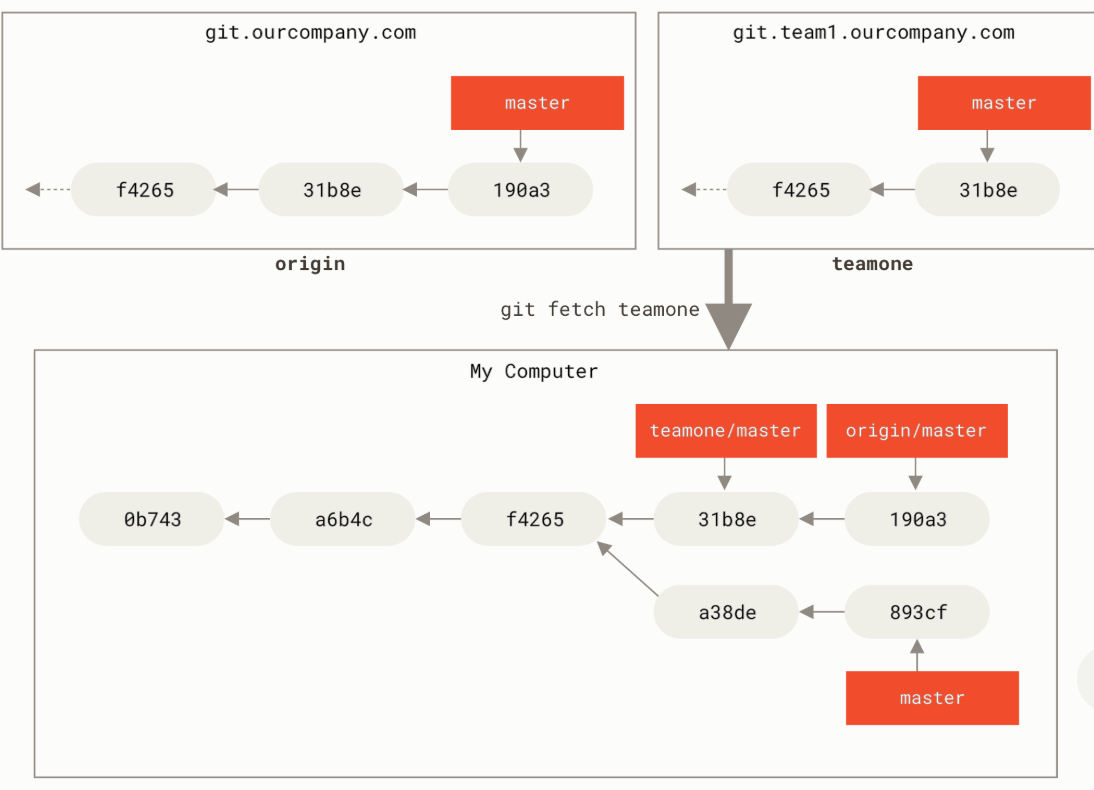 git.ourcompany.com
master
f4265
31b8e
190a3
origin
git.team1.ourcompany.com
master
f4265
31b8e
teamone
git fetch teamone
My Computer
teamone/master
origin/master
0b743
a6b4c
f4265
31b8e
190a3
a38de
893cf
master